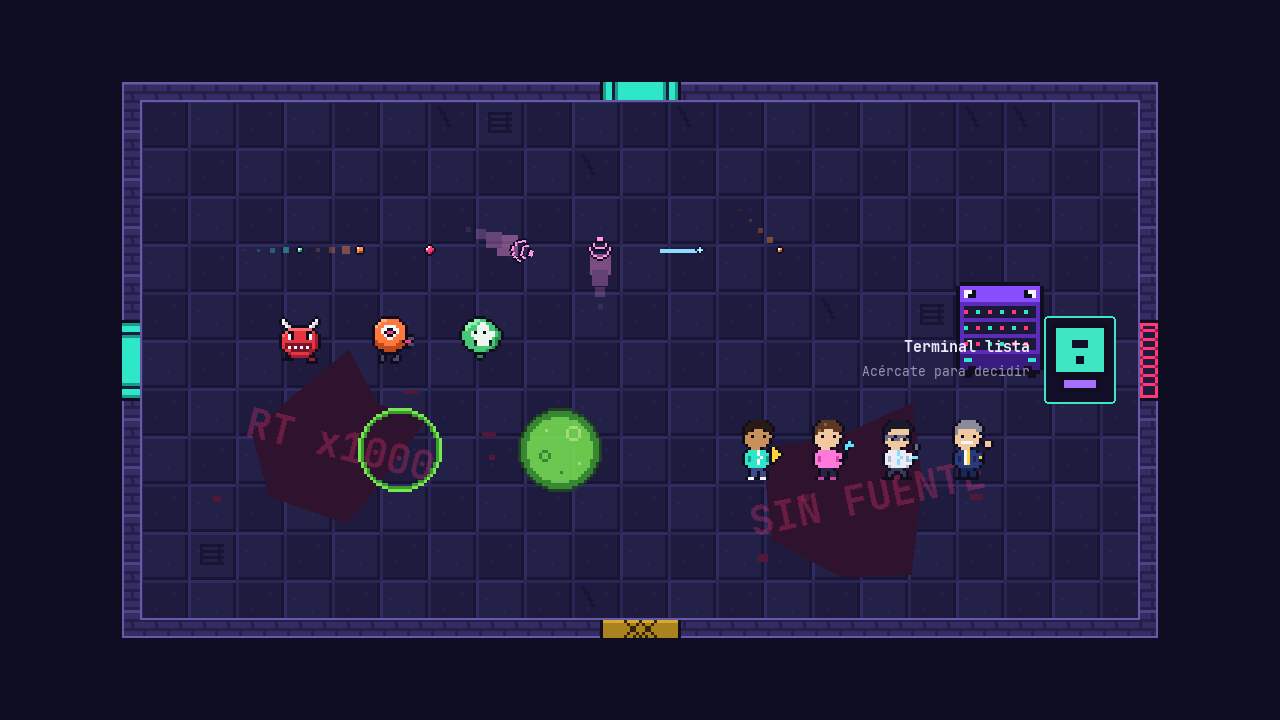 Terminal lista
Acércate para decidir
RT x1000
SIN FUENTE